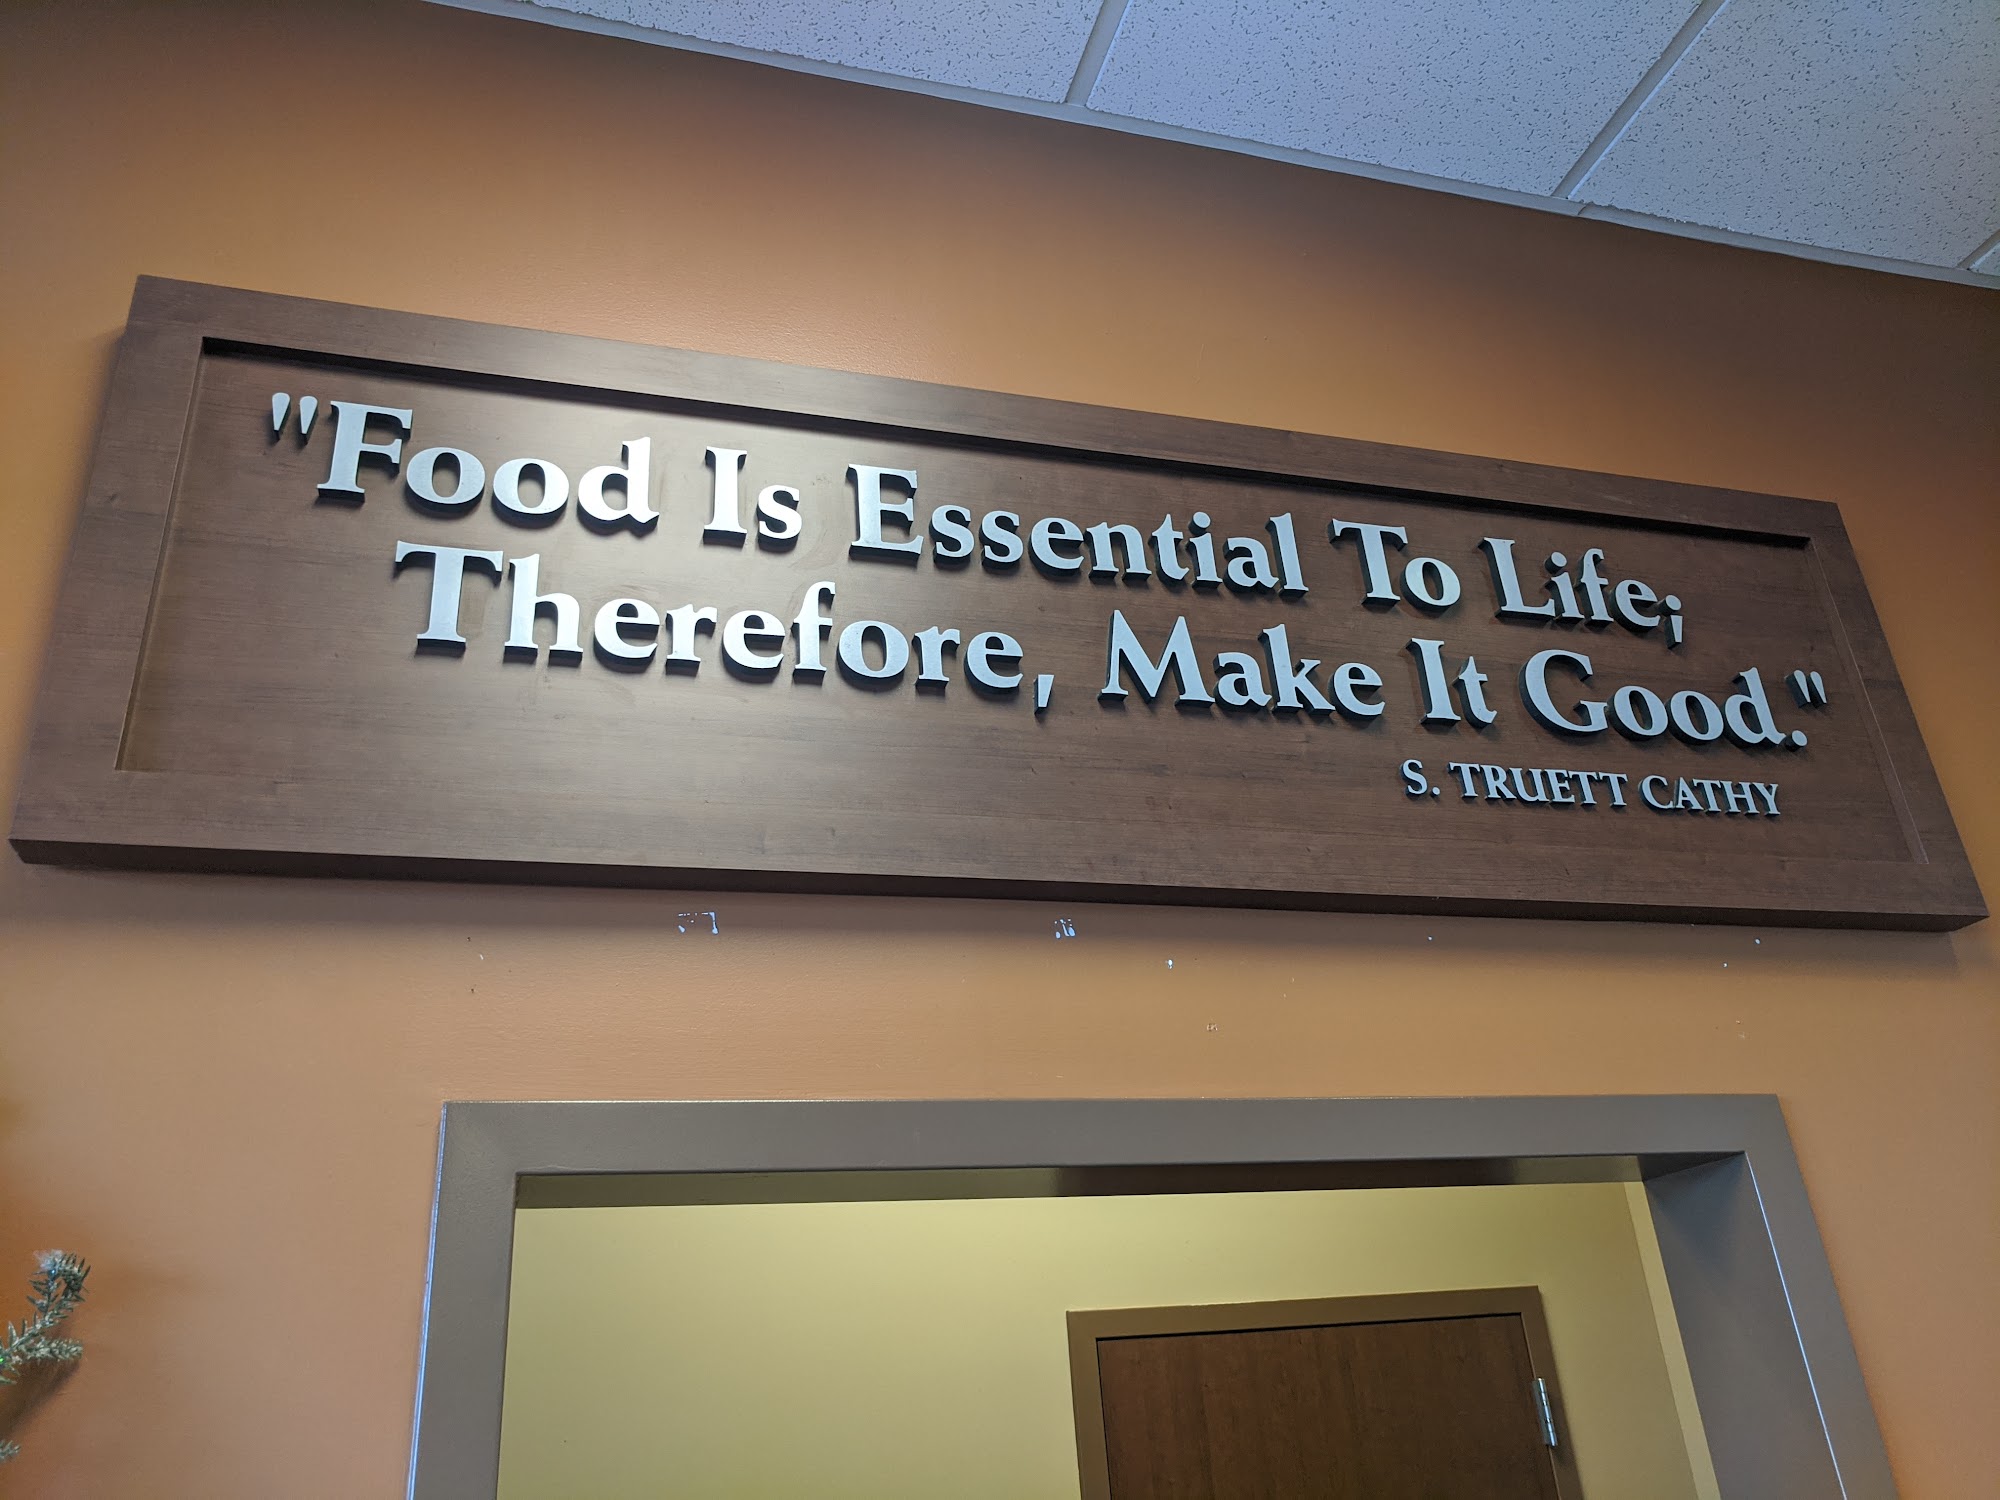 "Food Is Essential To Life;
Therefore, Make It Good."
S. TRUETT CATHY